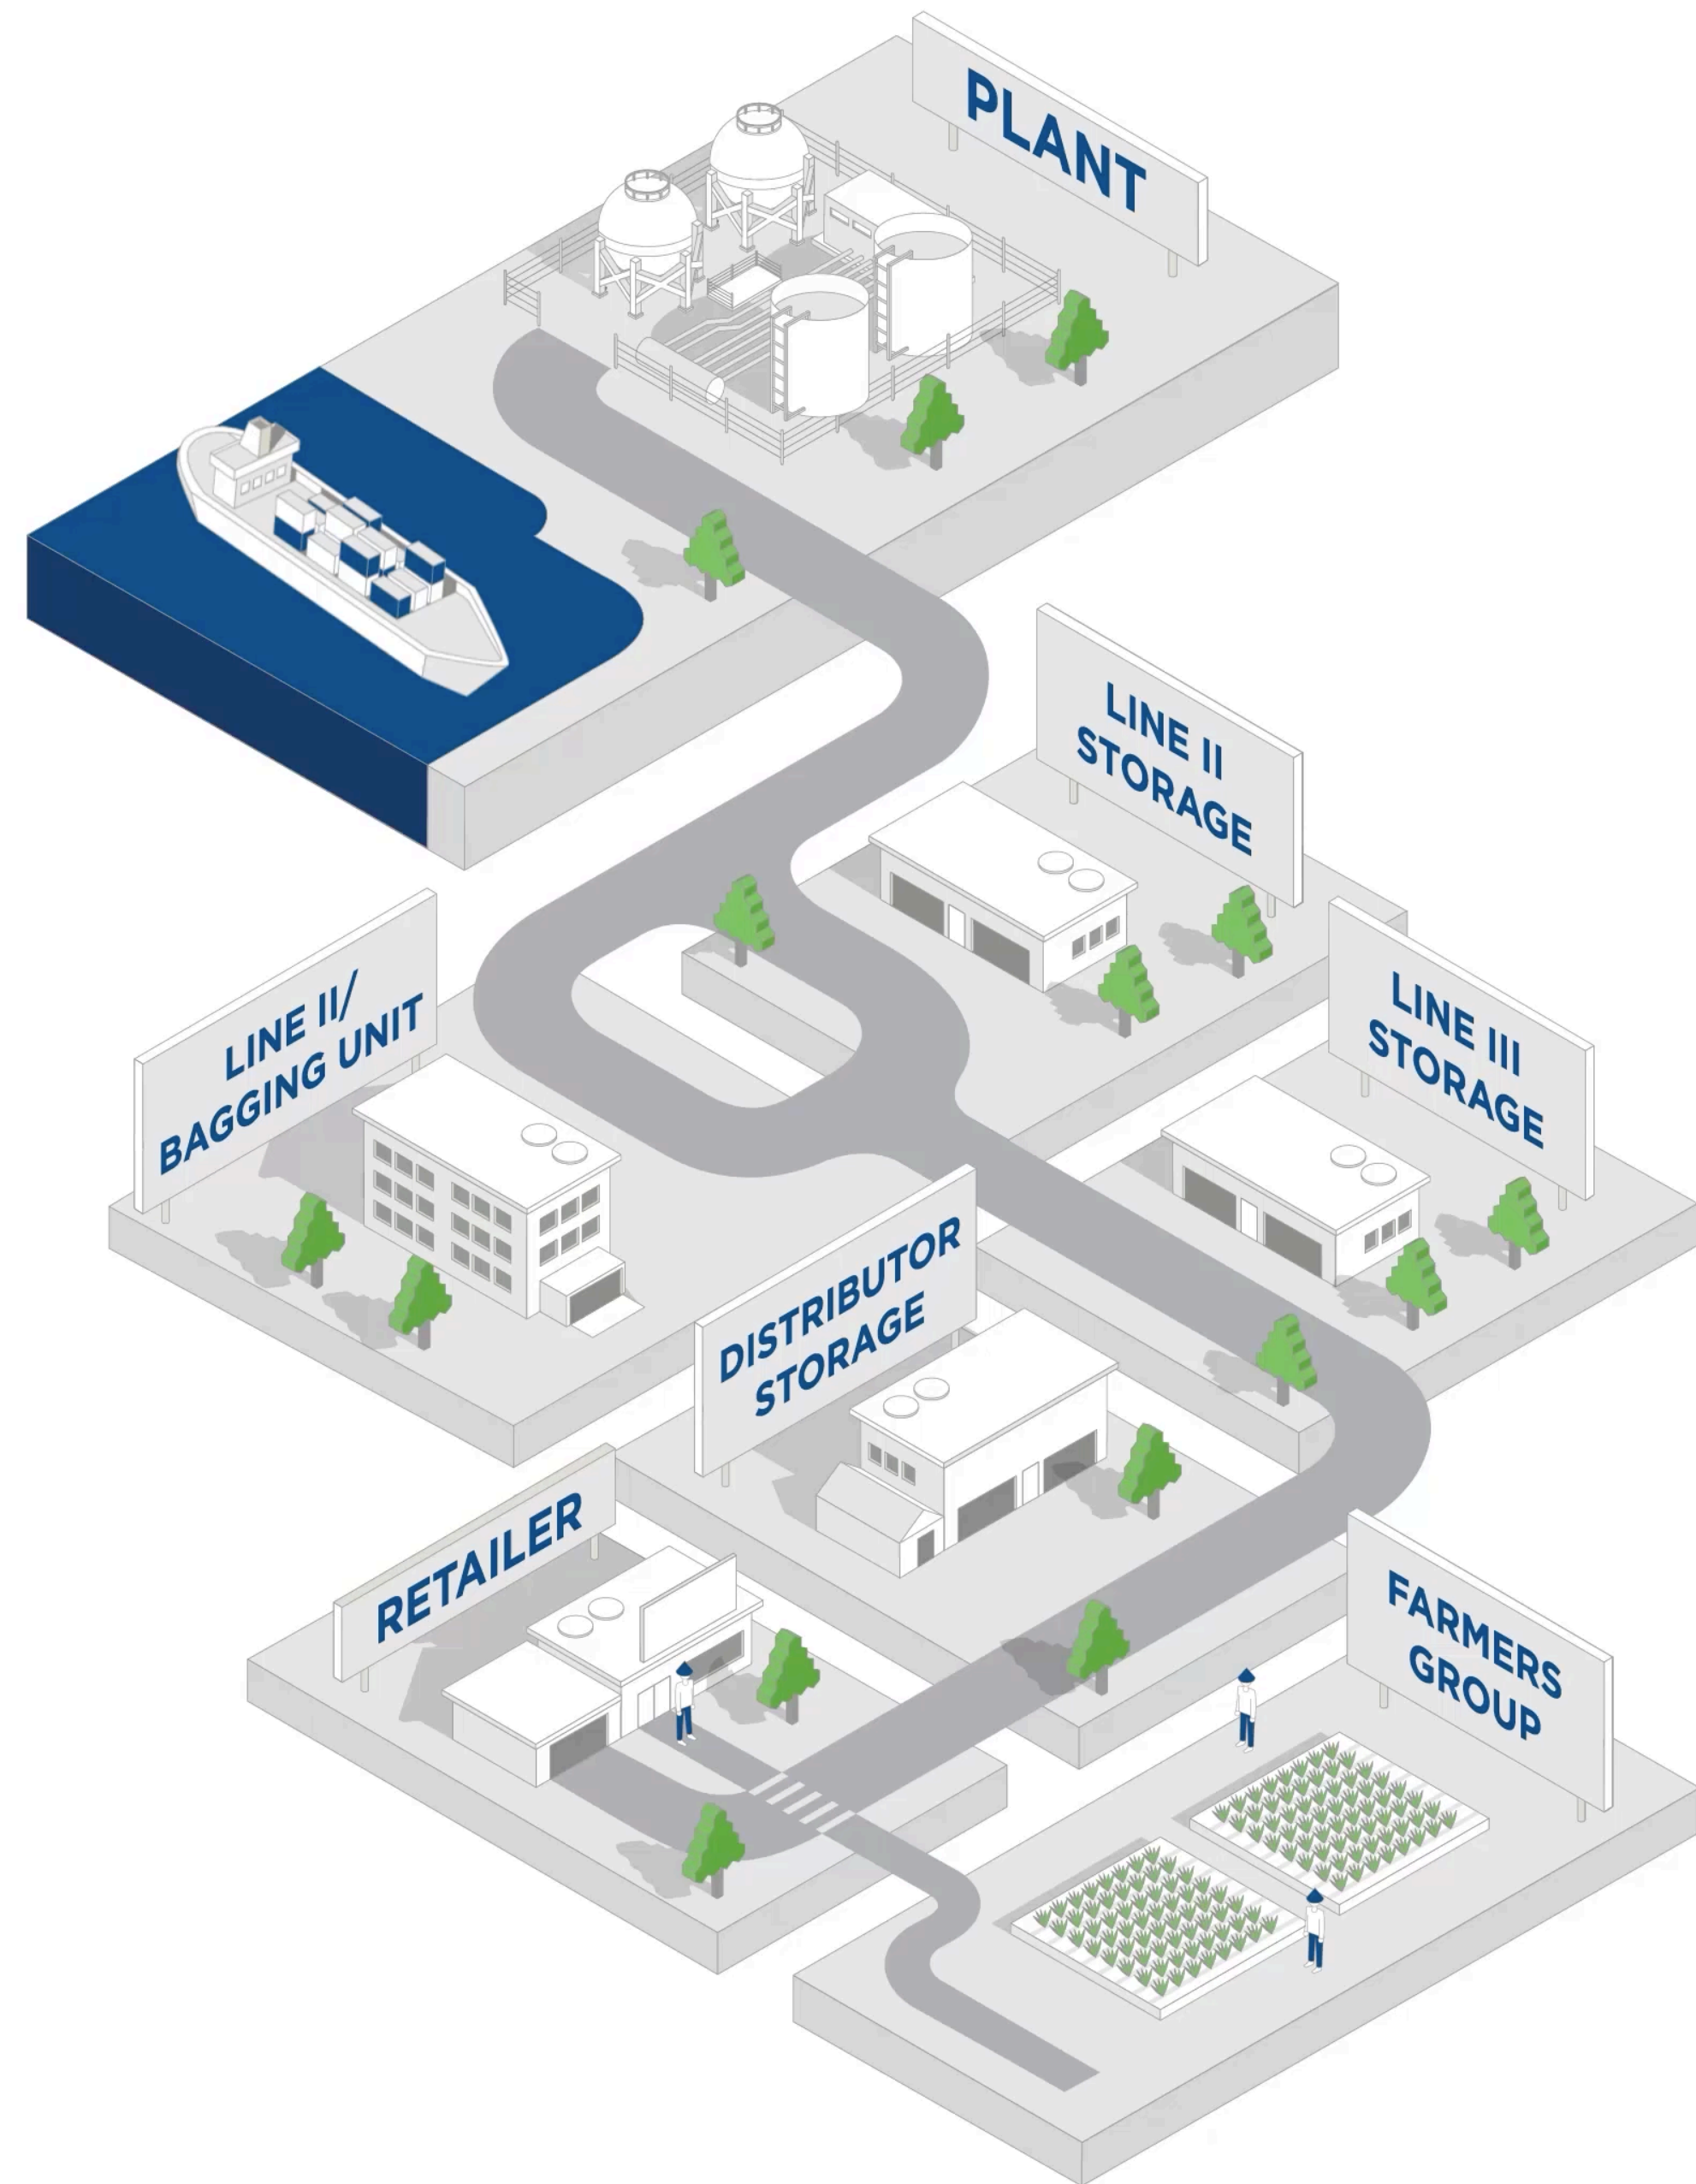 PLANT
LINE II
STORAGE
LINE II/
BAGGING UNIT
LINE III
STORAGE
DISTRIBUTOR
STORAGE
RETAILER
FARMERS
GROUP